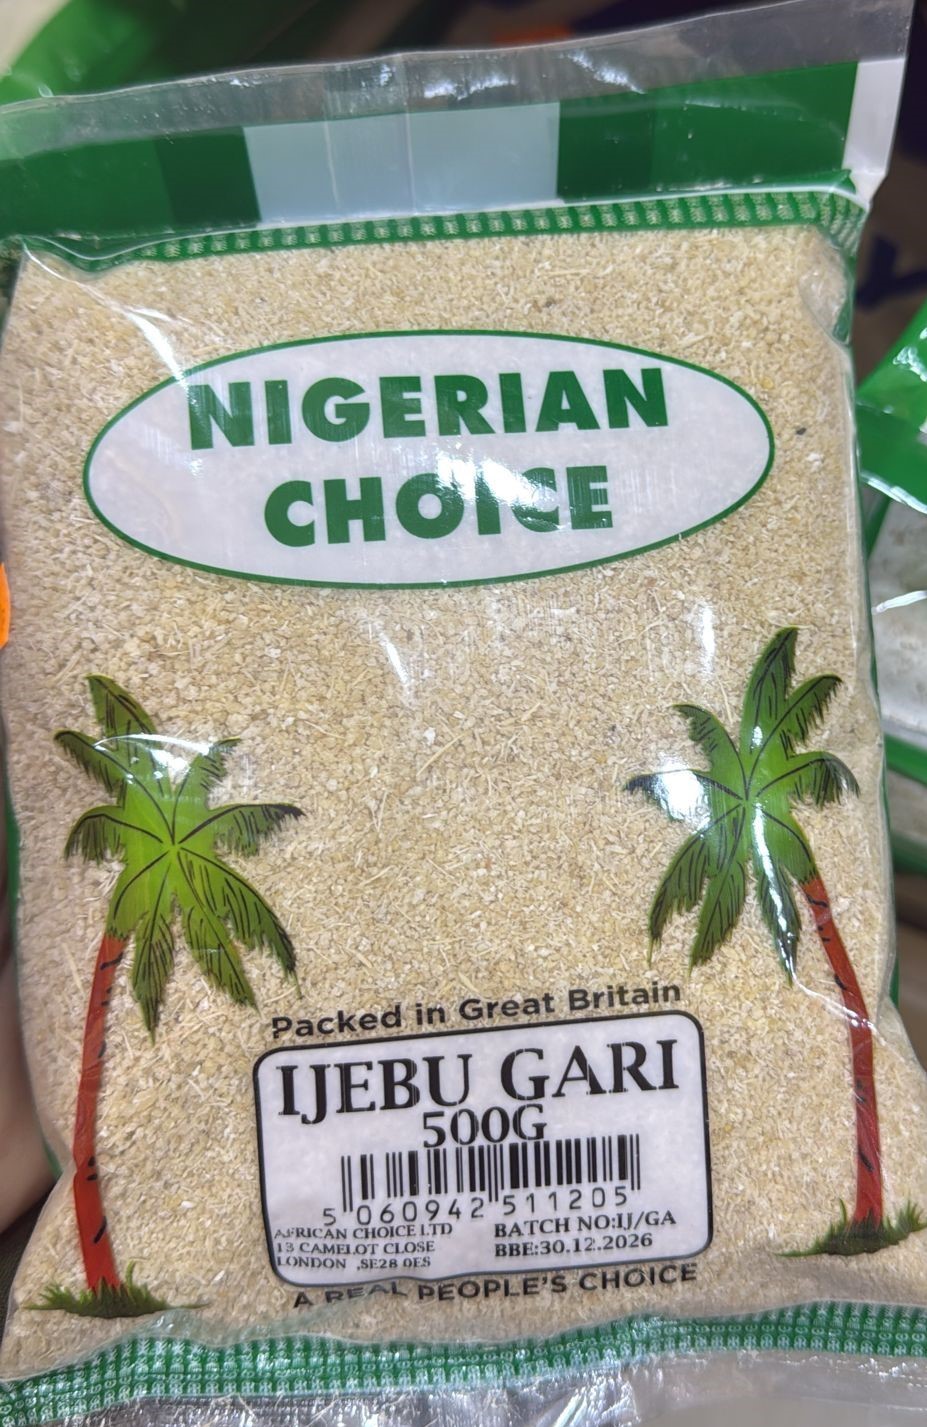 NIGERIAN
CHOICE
Packed in Great Britain
IJEBU GARI
500G
5 060942 511205
AFRICAN CHOICE LTD
13 CAMELOT CLOSE
LONDON ,SE28 0ES
BATCH NO:IJ/GA
BBE:30.12.2026
A REAL PEOPLE'S CHOICE